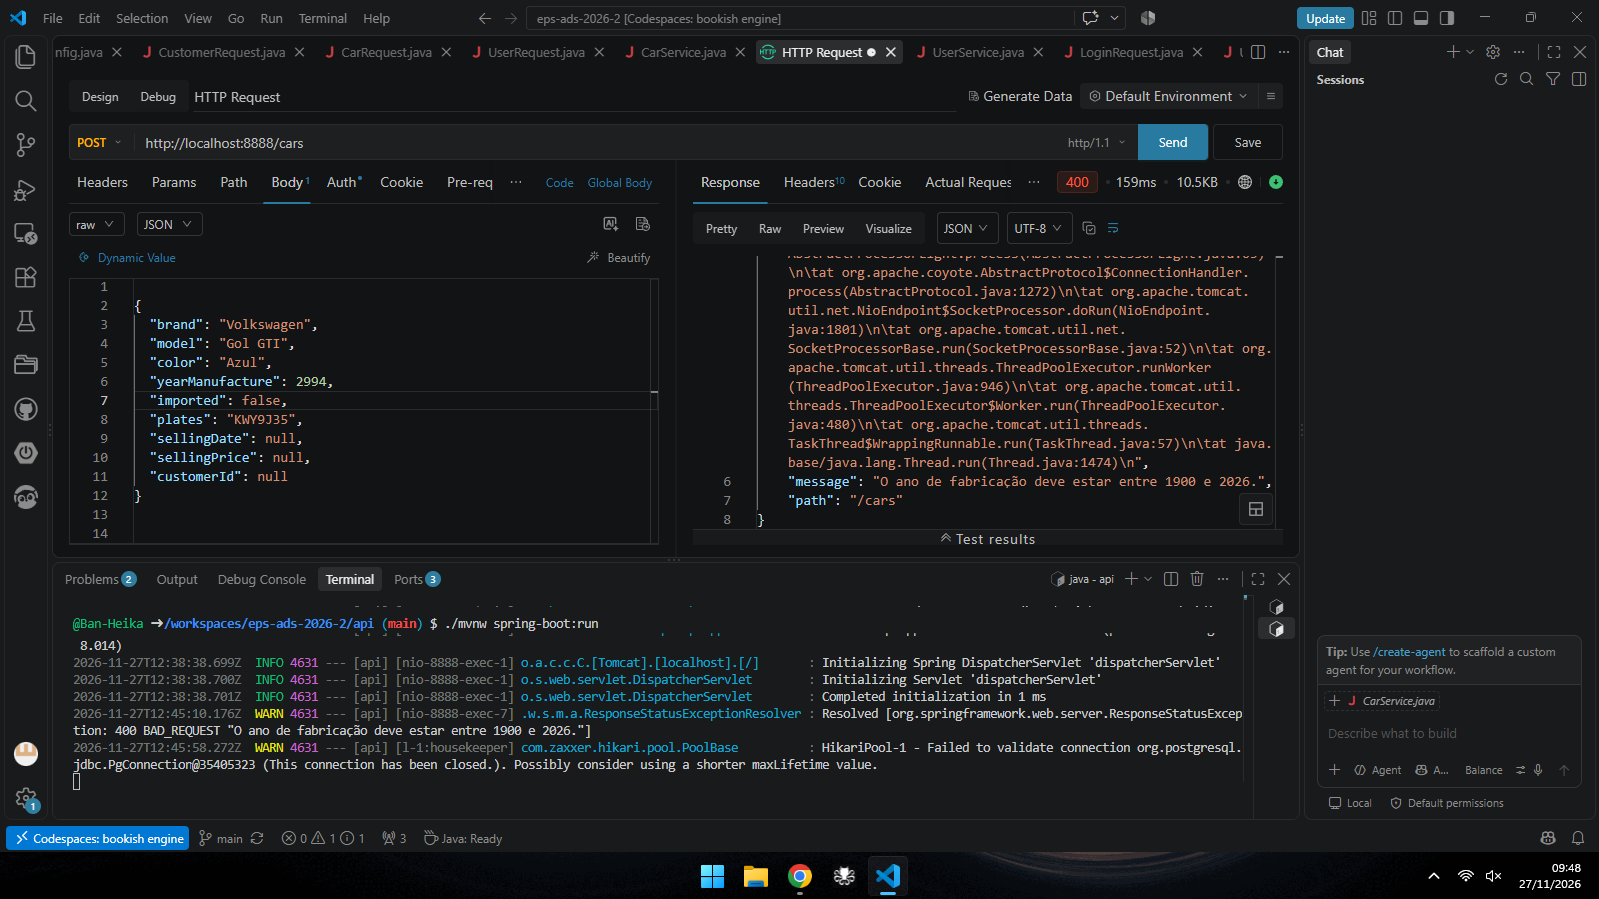 File Edit Selection View Go Run Terminal Help
eps-ads-2026-2 [Codespaces: bookish engine]
Update
nfig.java
CustomerRequest.java
CarRequest.java
UserRequest.java
CarService.java
HTTP Request
UserService.java
LoginRequest.java
Chat
Sessions
Design Debug HTTP Request
Generate Data Default Environment
POST http://localhost:8888/cars http/1.1 Send Save
Headers Params Path Body 1 Auth Cookie Pre-req ··· Code Global Body
raw JSON
Dynamic Value Beautify
1
2 {
3 "brand": "Volkswagen",
4 "model": "Gol GTI",
5 "color": "Azul",
6 "yearManufacture": 2994,
7 "imported": false,
8 "plates": "KWY9J35",
9 "sellingDate": null,
10 "sellingPrice": null,
11 "customerId": null
12 }
13
14
Response Headers 10 Cookie Actual Reques ··· 400 159ms 10.5KB
Pretty Raw Preview Visualize JSON UTF-8
AbstractProcessorLight.process(AbstractProcessorLight.java:63)
\n\tat org.apache.coyote.AbstractProtocol$ConnectionHandler.
process(AbstractProtocol.java:1272)\n\tat org.apache.tomcat.
util.net.NioEndpoint$SocketProcessor.doRun(NioEndpoint.
java:1801)\n\tat org.apache.tomcat.util.net.
SocketProcessorBase.run(SocketProcessorBase.java:52)\n\tat org.
apache.tomcat.util.threads.ThreadPoolExecutor.runWorker
(ThreadPoolExecutor.java:946)\n\tat org.apache.tomcat.util.
threads.ThreadPoolExecutor$Worker.run(ThreadPoolExecutor.
java:480)\n\tat org.apache.tomcat.util.threads.
TaskThread$WrappingRunnable.run(TaskThread.java:57)\n\tat java.
base/java.lang.Thread.run(Thread.java:1474)\n",
6 "message": "O ano de fabricação deve estar entre 1900 e 2026.",
7 "path": "/cars"
8 }
Test results
Problems 2 Output Debug Console Terminal Ports 3
java - api
@Ban-Heika ➜/workspaces/eps-ads-2026-2/api (main) $ ./mvnw spring-boot:run
8.014)
2026-11-27T12:38:38.699Z INFO 4631 --- [api] [nio-8888-exec-1] o.a.c.c.C.[Tomcat].[localhost].[/] : Initializing Spring DispatcherServlet 'dispatcherServlet'
2026-11-27T12:38:38.700Z INFO 4631 --- [api] [nio-8888-exec-1] o.s.web.servlet.DispatcherServlet : Initializing Servlet 'dispatcherServlet'
2026-11-27T12:38:38.701Z INFO 4631 --- [api] [nio-8888-exec-1] o.s.web.servlet.DispatcherServlet : Completed initialization in 1 ms
2026-11-27T12:45:10.176Z WARN 4631 --- [api] [nio-8888-exec-7] .w.s.m.a.ResponseStatusExceptionResolver : Resolved [org.springframework.web.server.ResponseStatusExcep
tion: 400 BAD_REQUEST "O ano de fabricação deve estar entre 1900 e 2026."]
2026-11-27T12:45:58.272Z WARN 4631 --- [api] [l-1:housekeeper] com.zaxxer.hikari.pool.PoolBase : HikariPool-1 - Failed to validate connection org.postgresql.
jdbc.PgConnection@35405323 (This connection has been closed.). Possibly consider using a shorter maxLifetime value.
Tip: Use /create-agent to scaffold a custom
agent for your workflow.
CarService.java
Describe what to build
Agent A... Balance
Local Default permissions
1
Codespaces: bookish engine main 0 1 1 3 Java: Ready
09:48
27/11/2026